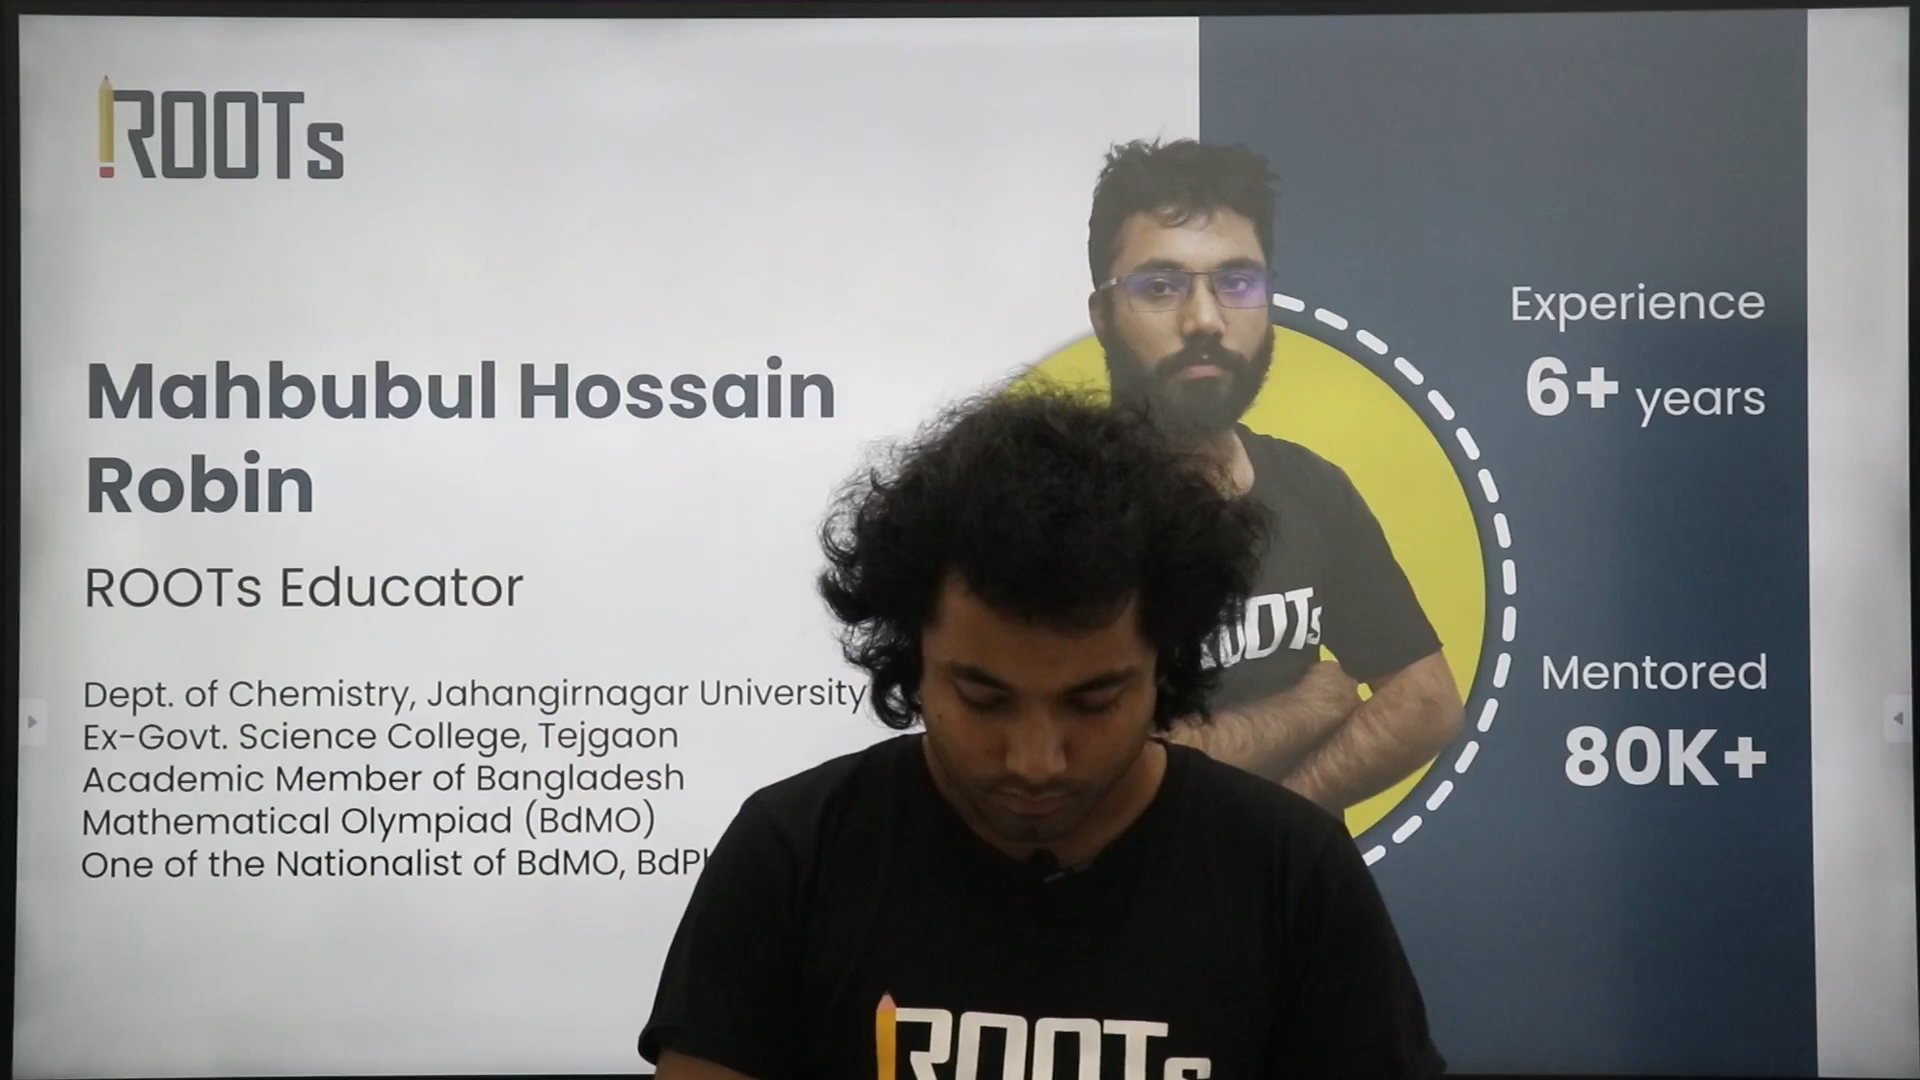 ROOTs
Mahbubul Hossain
Robin
ROOTs Educator
Dept. of Chemistry, Jahangirnagar University
Ex-Govt. Science College, Tejgaon
Academic Member of Bangladesh
Mathematical Olympiad (BdMO)
One of the Nationalist of BdMO,
Experience
6+ years
Mentored
80K+
OOTs
ROOTs